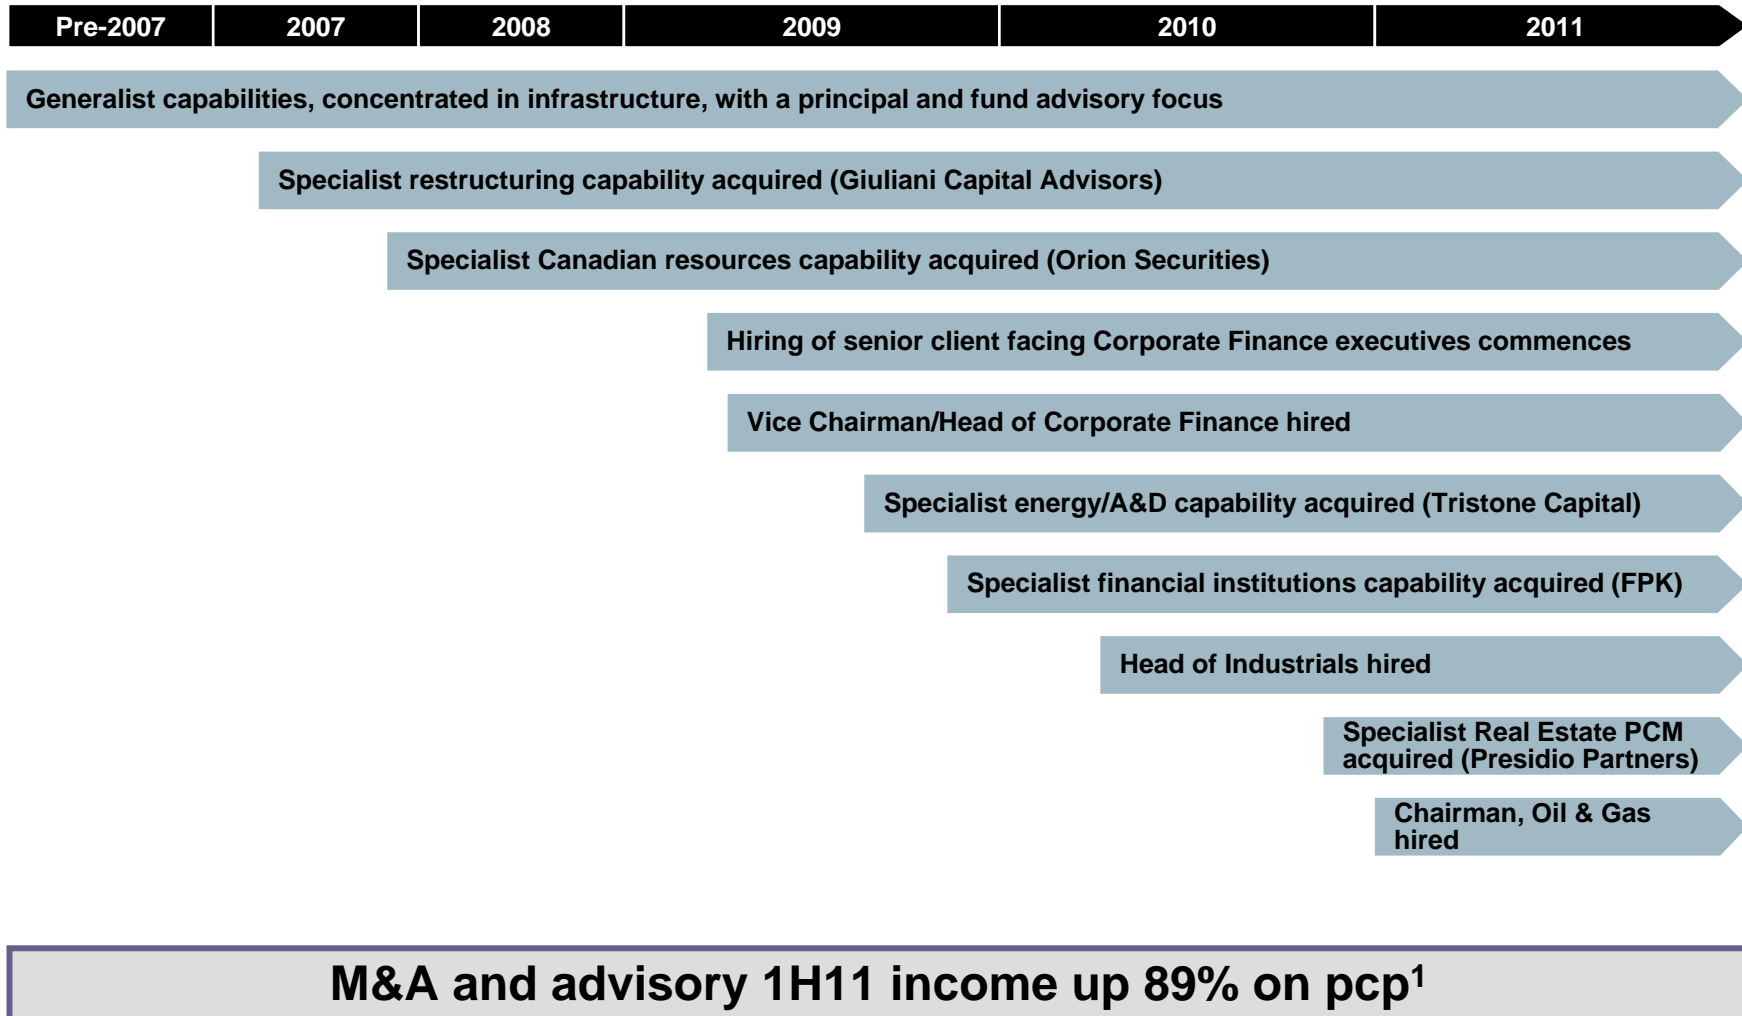 Pre-2007 2007 2008 2009 2010 2011
Generalist capabilities, concentrated in infrastructure, with a principal and fund advisory focus
Specialist restructuring capability acquired (Giuliani Capital Advisors)
Specialist Canadian resources capability acquired (Orion Securities)
Hiring of senior client facing Corporate Finance executives commences
Vice Chairman/Head of Corporate Finance hired
Specialist energy/A&D capability acquired (Tristone Capital)
Specialist financial institutions capability acquired (FPK)
Head of Industrials hired
Specialist Real Estate PCM
acquired (Presidio Partners)
Chairman, Oil & Gas
hired
M&A and advisory 1H11 income up 89% on pcp¹